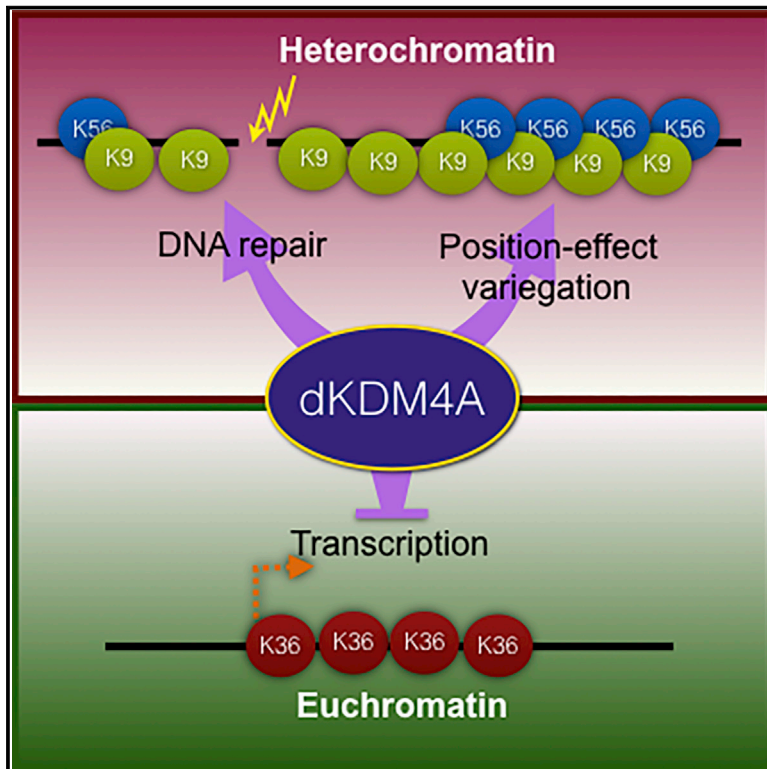 Heterochromatin
K56 K56 K56 K56 K56
K9 K9 K9 K9 K9 K9 K9
DNA repair
Position-effect
variegation
dKDM4A
Transcription
K36 K36 K36 K36
Euchromatin